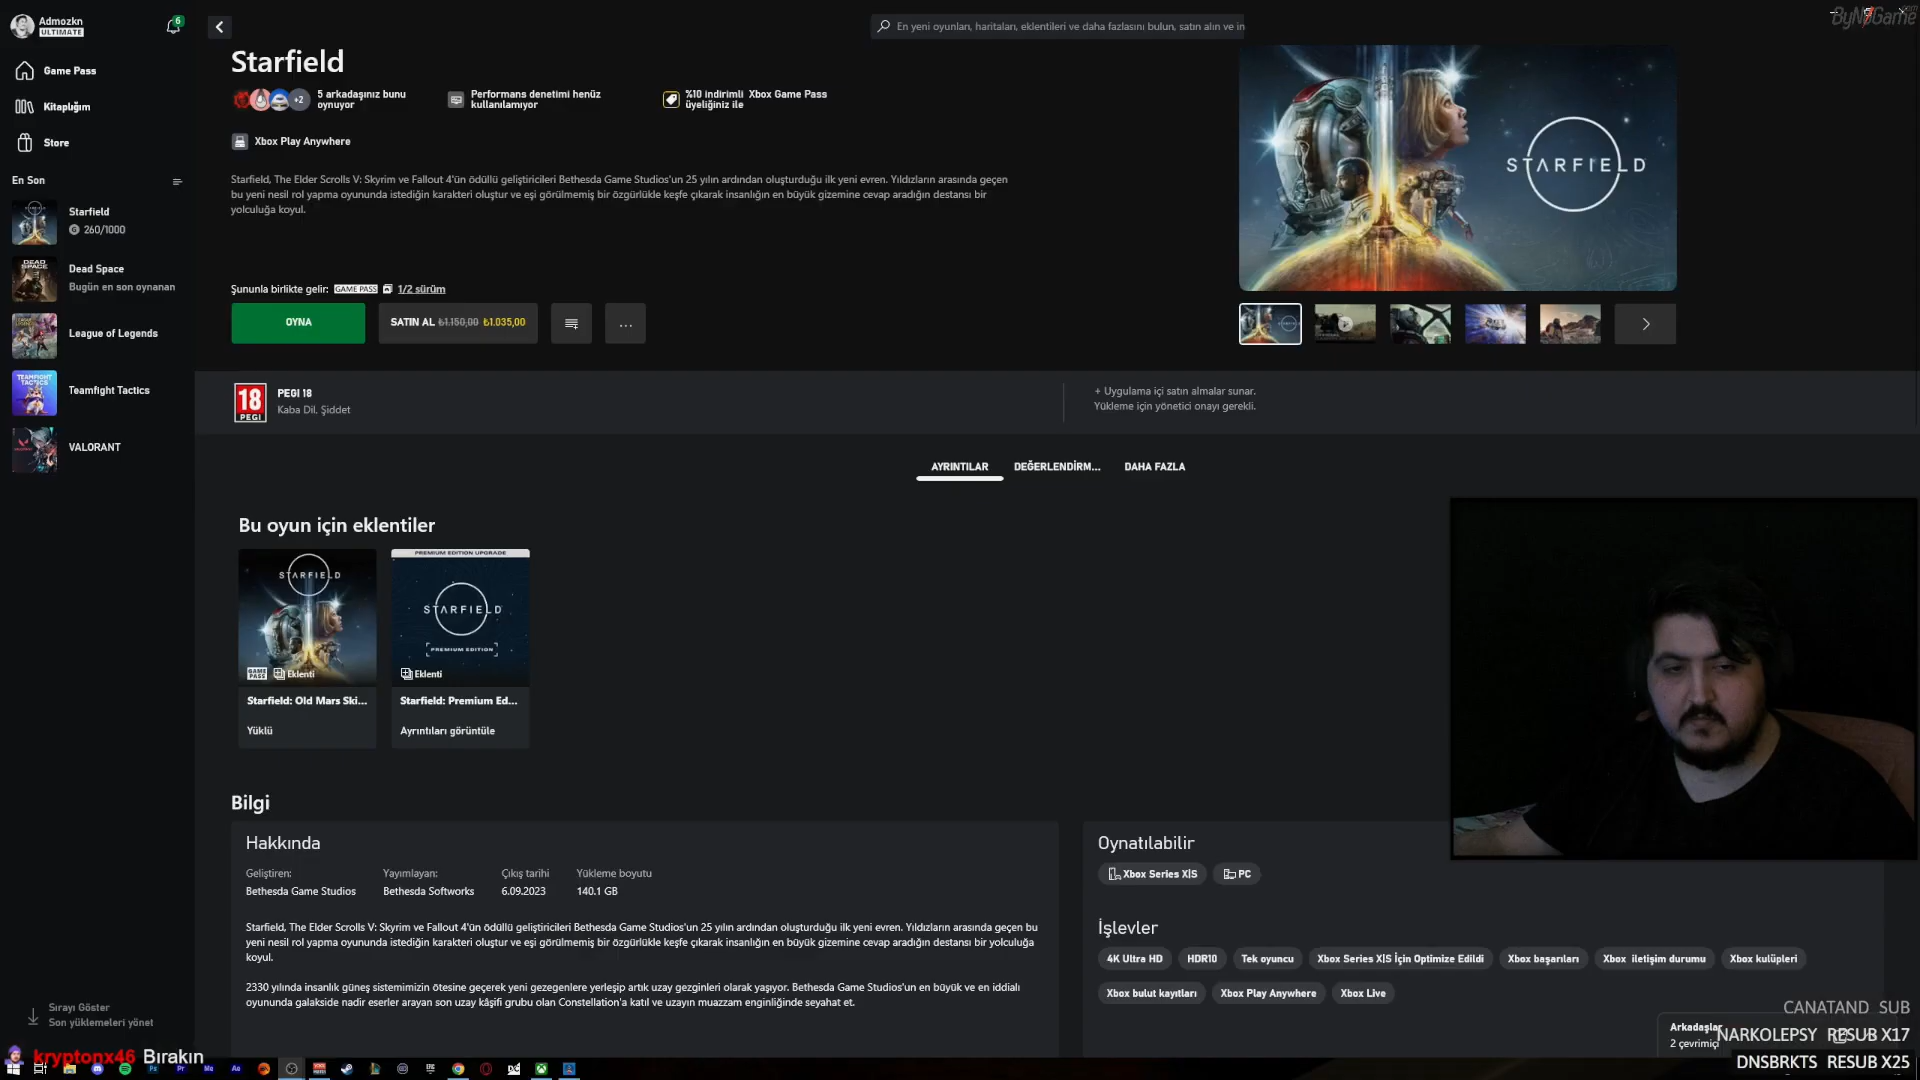 Admozkn
ULTIMATE
6
Game Pass
Kitaplığım
Store
En Son
Starfield
260/1000
Dead Space
Bugün en son oynanan
League of Legends
Teamfight Tactics
VALORANT
Sırayı Göster
Son yüklemeleri yönet
En yeni oyunları, haritaları, eklentileri ve daha fazlasını bulun, satın alın ve in
ByNoGame
Starfield
+2
5 arkadaşınız bunu
oynuyor
Performans denetimi henüz
kullanılamıyor
%10 indirimli Xbox Game Pass
üyeliğiniz ile
Xbox Play Anywhere
Starfield, The Elder Scrolls V: Skyrim ve Fallout 4'ün ödüllü geliştiricileri Bethesda Game Studios'un 25 yılın ardından oluşturduğu ilk yeni evren. Yıldızların arasında geçen
bu yeni nesil rol yapma oyununda istediğin karakteri oluştur ve eşi görülmemiş bir özgürlükle keşfe çıkarak insanlığın en büyük gizemine cevap aradığın destansı bir
yolculuğa koyul.
Şununla birlikte gelir: GAME PASS 1/2 sürüm
OYNA
SATIN AL ₺1.150,00 ₺1.035,00
...
STARFIELD
18
PEGI
PEGI 18
Kaba Dil, Şiddet
+ Uygulama içi satın almalar sunar.
Yükleme için yönetici onayı gerekli.
AYRINTILAR
DEĞERLENDİRM...
DAHA FAZLA
Bu oyun için eklentiler
STARFIELD
GAME PASS
Eklenti
Starfield: Old Mars Ski...
Yüklü
PREMIUM EDITION UPGRADE
STARFIELD
PREMIUM EDITION
Eklenti
Starfield: Premium Ed...
Ayrıntıları görüntüle
Bilgi
Hakkında
Geliştiren:
Bethesda Game Studios
Yayımlayan:
Bethesda Softworks
Çıkış tarihi
6.09.2023
Yükleme boyutu
140.1 GB
Starfield, The Elder Scrolls V: Skyrim ve Fallout 4'ün ödüllü geliştiricileri Bethesda Game Studios'un 25 yılın ardından oluşturduğu ilk yeni evren. Yıldızların arasında geçen bu
yeni nesil rol yapma oyununda istediğin karakteri oluştur ve eşi görülmemiş bir özgürlükle keşfe çıkarak insanlığın en büyük gizemine cevap aradığın destansı bir yolculuğa
koyul.
2330 yılında insanlık güneş sistemimizin ötesine geçerek yeni gezegenlere yerleşip artık uzay gezginleri olarak yaşıyor. Bethesda Game Studios'un en büyük ve en iddialı
oyununda galakside nadir eserler arayan son uzay kâşifi grubu olan Constellation'a katıl ve uzayın muazzam enginliğinde seyahat et.
Oynatılabilir
Xbox Series X|S
PC
İşlevler
4K Ultra HD
HDR10
Tek oyuncu
Xbox Series X|S İçin Optimize Edildi
Xbox başarıları
Xbox iletişim durumu
Xbox kulüpleri
Xbox bulut kayıtları
Xbox Play Anywhere
Xbox Live
Arkadaşlar
2 çevrimiçi
CANATAND SUB
NARKOLEPSY RESUB X17
DNSBRKTS RESUB X25
kryptonx46 Bırakın